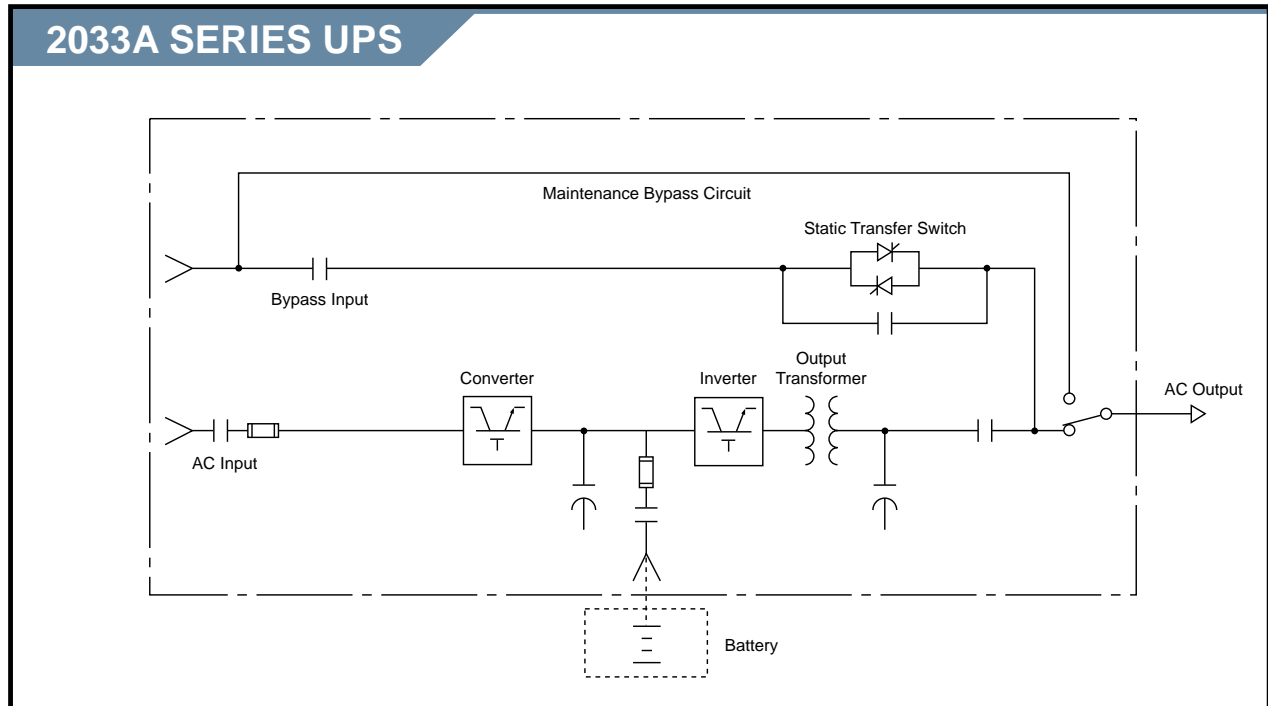 2033A SERIES UPS
Maintenance Bypass Circuit
Static Transfer Switch
Bypass Input
Converter
Inverter
Output
Transformer
AC Output
AC Input
Battery